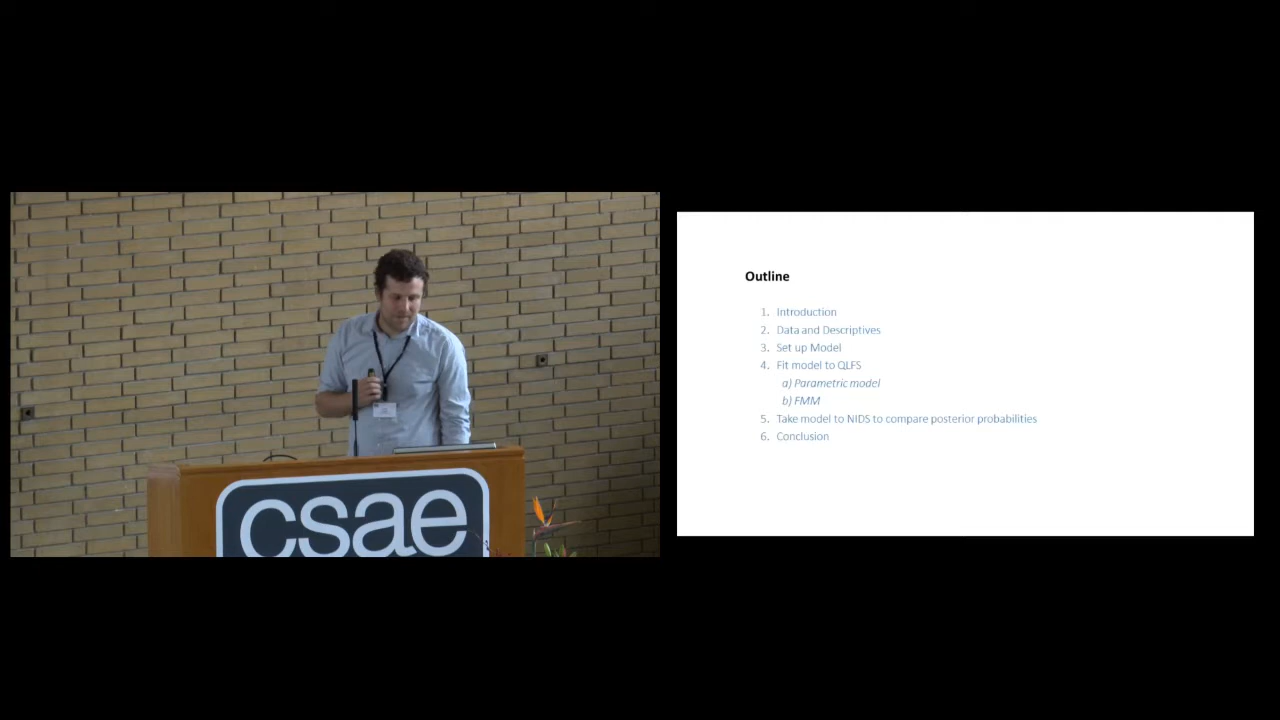 csae
Outline
1. Introduction
2. Data and Descriptives
3. Set up Model
4. Fit model to QLFS
a) Parametric model
b) FMM
5. Take model to NIDS to compare posterior probabilities
6. Conclusion